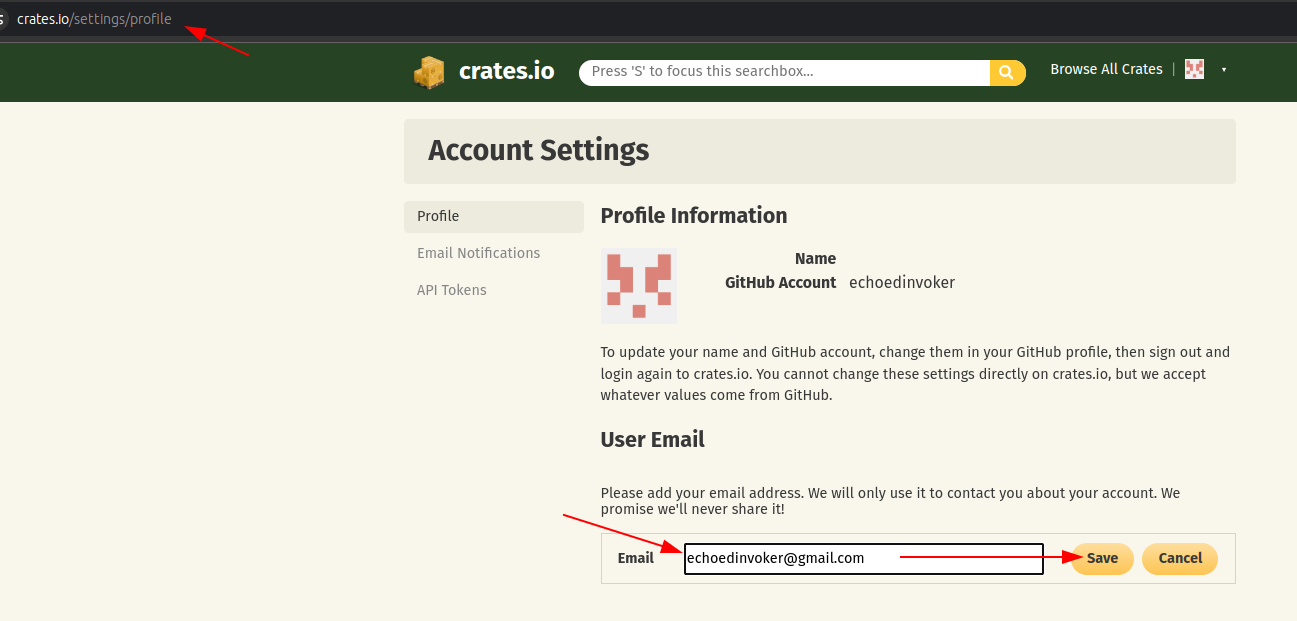 crates.io/settings/profile
crates.io
Press 'S' to focus this searchbox...
Browse All Crates |
Account Settings
Profile
Email Notifications
API Tokens
Profile Information
Name
GitHub Account echoedinvoker
To update your name and GitHub account, change them in your GitHub profile, then sign out and
login again to crates.io. You cannot change these settings directly on crates.io, but we accept
whatever values come from GitHub.
User Email
Please add your email address. We will only use it to contact you about your account. We
promise we'll never share it!
Email echoedinvoker@gmail.com Save Cancel